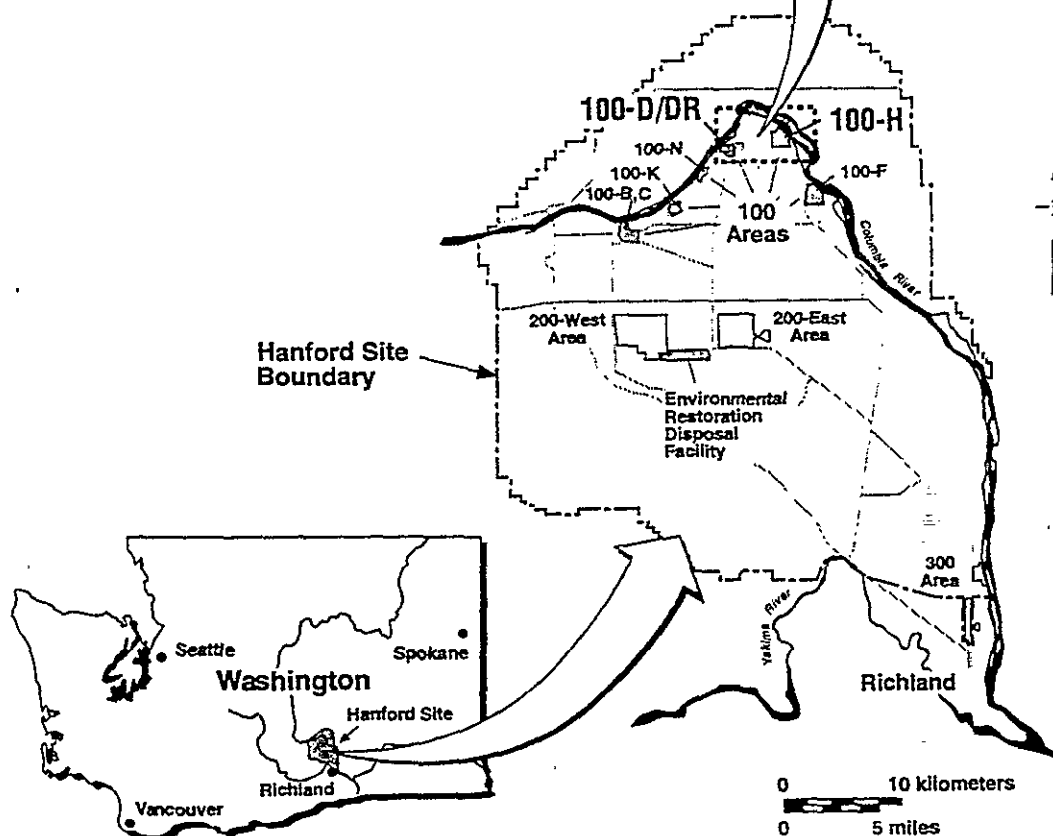 100-D/DR
100-H
100-N
100-K
100-F
100-B,C
100
Areas
Columbia River
200-West
Area
200-East
Area
Hanford Site
Boundary
Environmental
Restoration
Disposal
Facility
300
Area
Yakima River
Richland
Seattle
Spokane
Washington
Hanford Site
Richland
Vancouver
0 10 kilometers
0 5 miles